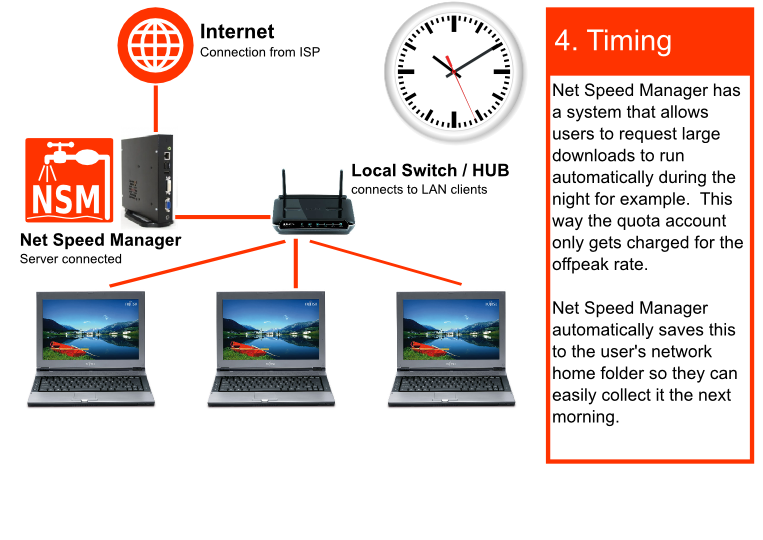 Internet
Connection from ISP
4. Timing
Net Speed Manager has
a system that allows
users to request large
downloads to run
automatically during the
night for example.  This
way the quota account
only gets charged for the
offpeak rate.
Net Speed Manager
automatically saves this
to the user's network
home folder so they can
easily collect it the next
morning.
NSM
Local Switch / HUB
connects to LAN clients
Net Speed Manager
Server connected